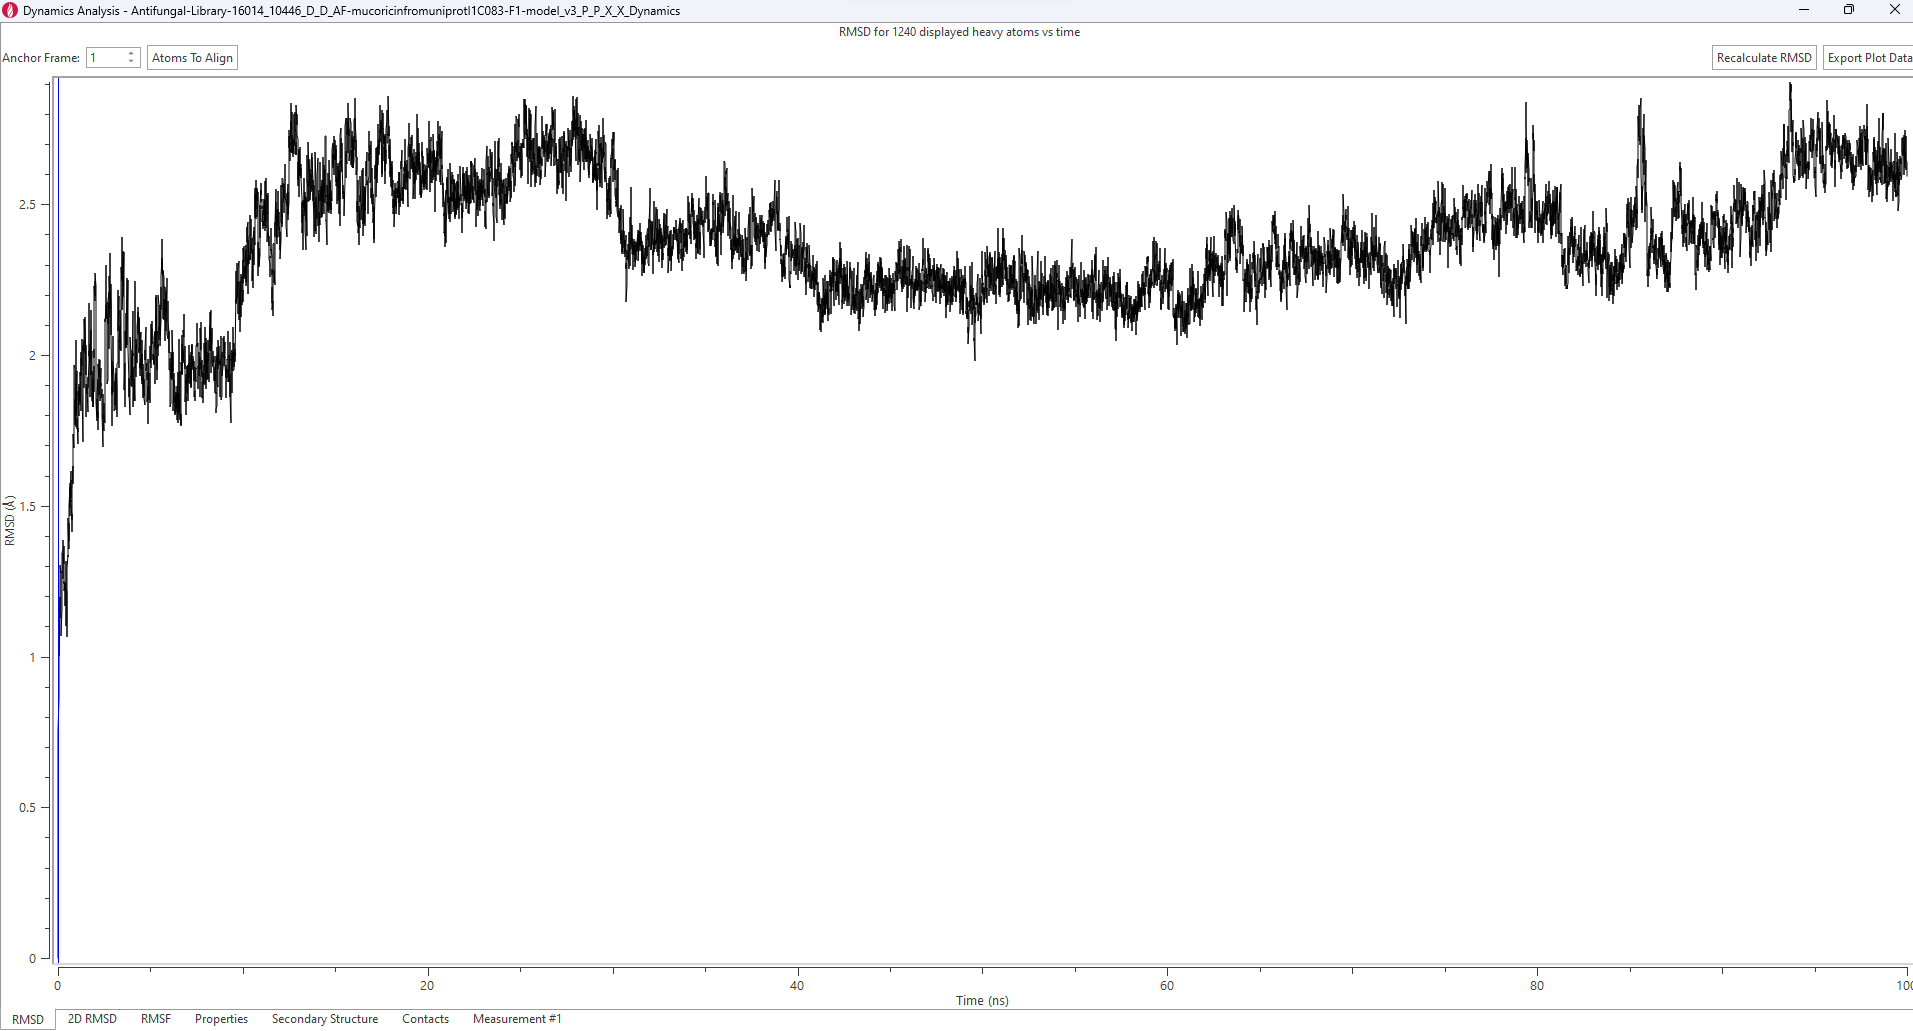 Dynamics Analysis - Antifungal-Library-16014_10446_D_D_AF-mucoricinfromuniprotI1C083-F1-model_v3_P_P_X_X_Dynamics
RMSD for 1240 displayed heavy atoms vs time
Anchor Frame: 1 Atoms To Align Recalculate RMSD Export Plot Data
2.5
2
1.5
1
0.5
0
RMSD (Å)
0 20 40 60 80 100
Time (ns)
RMSD 2D RMSD RMSF Properties Secondary Structure Contacts Measurement #1